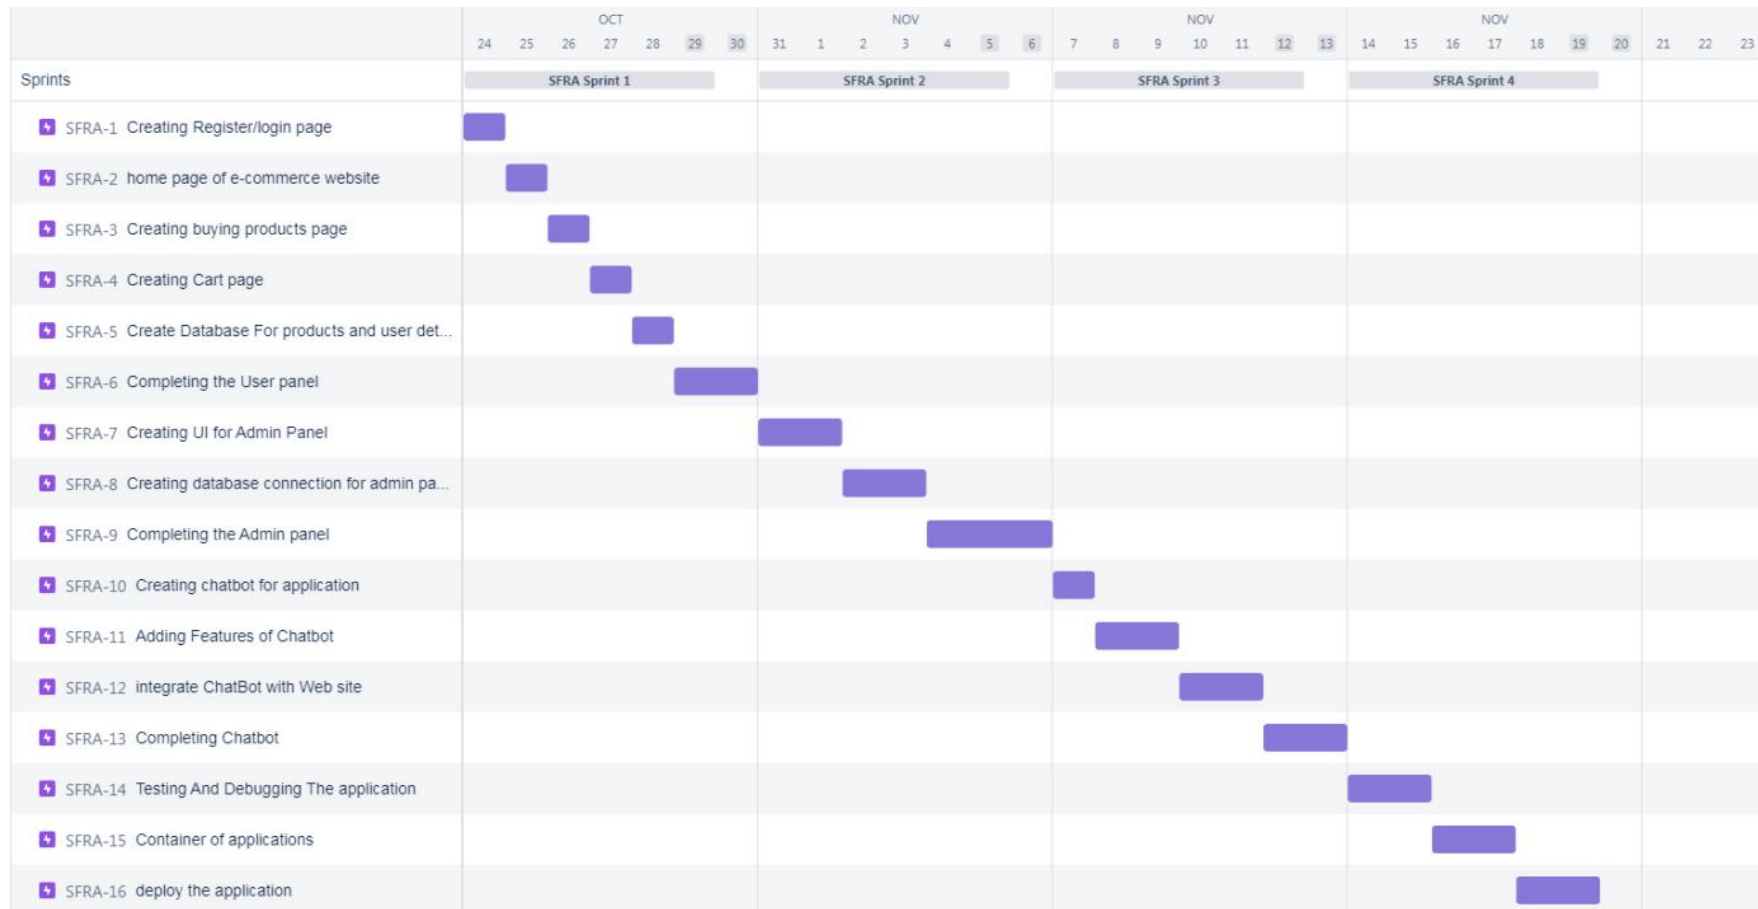 OCT NOV NOV NOV
24 25 26 27 28 29 30 31 1 2 3 4 5 6 7 8 9 10 11 12 13 14 15 16 17 18 19 20 21 22 23
Sprints SFRA Sprint 1 SFRA Sprint 2 SFRA Sprint 3 SFRA Sprint 4
SFRA-1 Creating Register/login page
SFRA-2 home page of e-commerce website
SFRA-3 Creating buying products page
SFRA-4 Creating Cart page
SFRA-5 Create Database For products and user det...
SFRA-6 Completing the User panel
SFRA-7 Creating UI for Admin Panel
SFRA-8 Creating database connection for admin pa...
SFRA-9 Completing the Admin panel
SFRA-10 Creating chatbot for application
SFRA-11 Adding Features of Chatbot
SFRA-12 integrate ChatBot with Web site
SFRA-13 Completing Chatbot
SFRA-14 Testing And Debugging The application
SFRA-15 Container of applications
SFRA-16 deploy the application